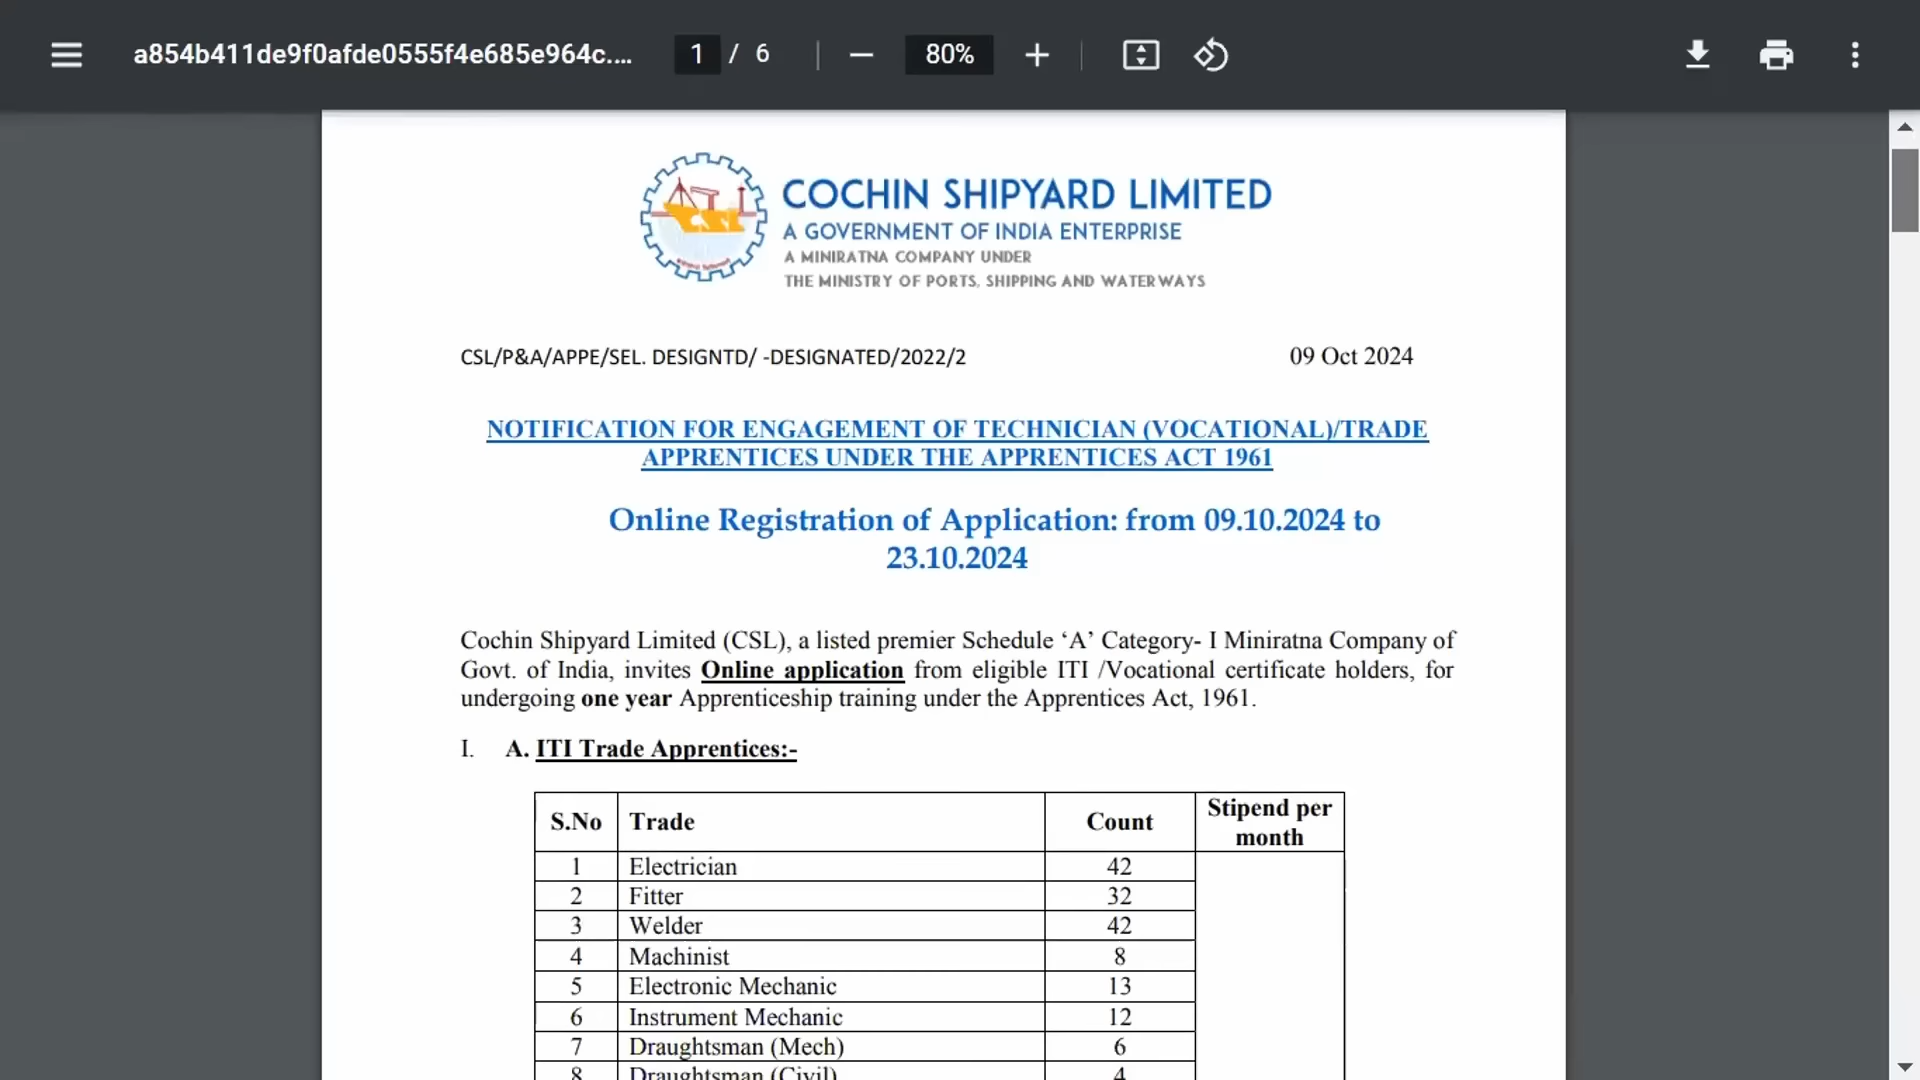 a854b411de9f0afde0555f4e685e964c....
1 / 6
80%
COCHIN SHIPYARD LIMITED
A GOVERNMENT OF INDIA ENTERPRISE
A MINIRATNA COMPANY UNDER
THE MINISTRY OF PORTS, SHIPPING AND WATERWAYS
CSL/P&A/APPE/SEL. DESIGNTD/ -DESIGNATED/2022/2 09 Oct 2024
NOTIFICATION FOR ENGAGEMENT OF TECHNICIAN (VOCATIONAL)/TRADE
APPRENTICES UNDER THE APPRENTICES ACT 1961
Online Registration of Application: from 09.10.2024 to
23.10.2024
Cochin Shipyard Limited (CSL), a listed premier Schedule ‘A’ Category- I Miniratna Company of
Govt. of India, invites Online application from eligible ITI /Vocational certificate holders, for
undergoing one year Apprenticeship training under the Apprentices Act, 1961.
I. A. ITI Trade Apprentices:-
S.No Trade Count Stipend per month
1 Electrician 42
2 Fitter 32
3 Welder 42
4 Machinist 8
5 Electronic Mechanic 13
6 Instrument Mechanic 12
7 Draughtsman (Mech) 6
8 Draughtsman (Civil) 4